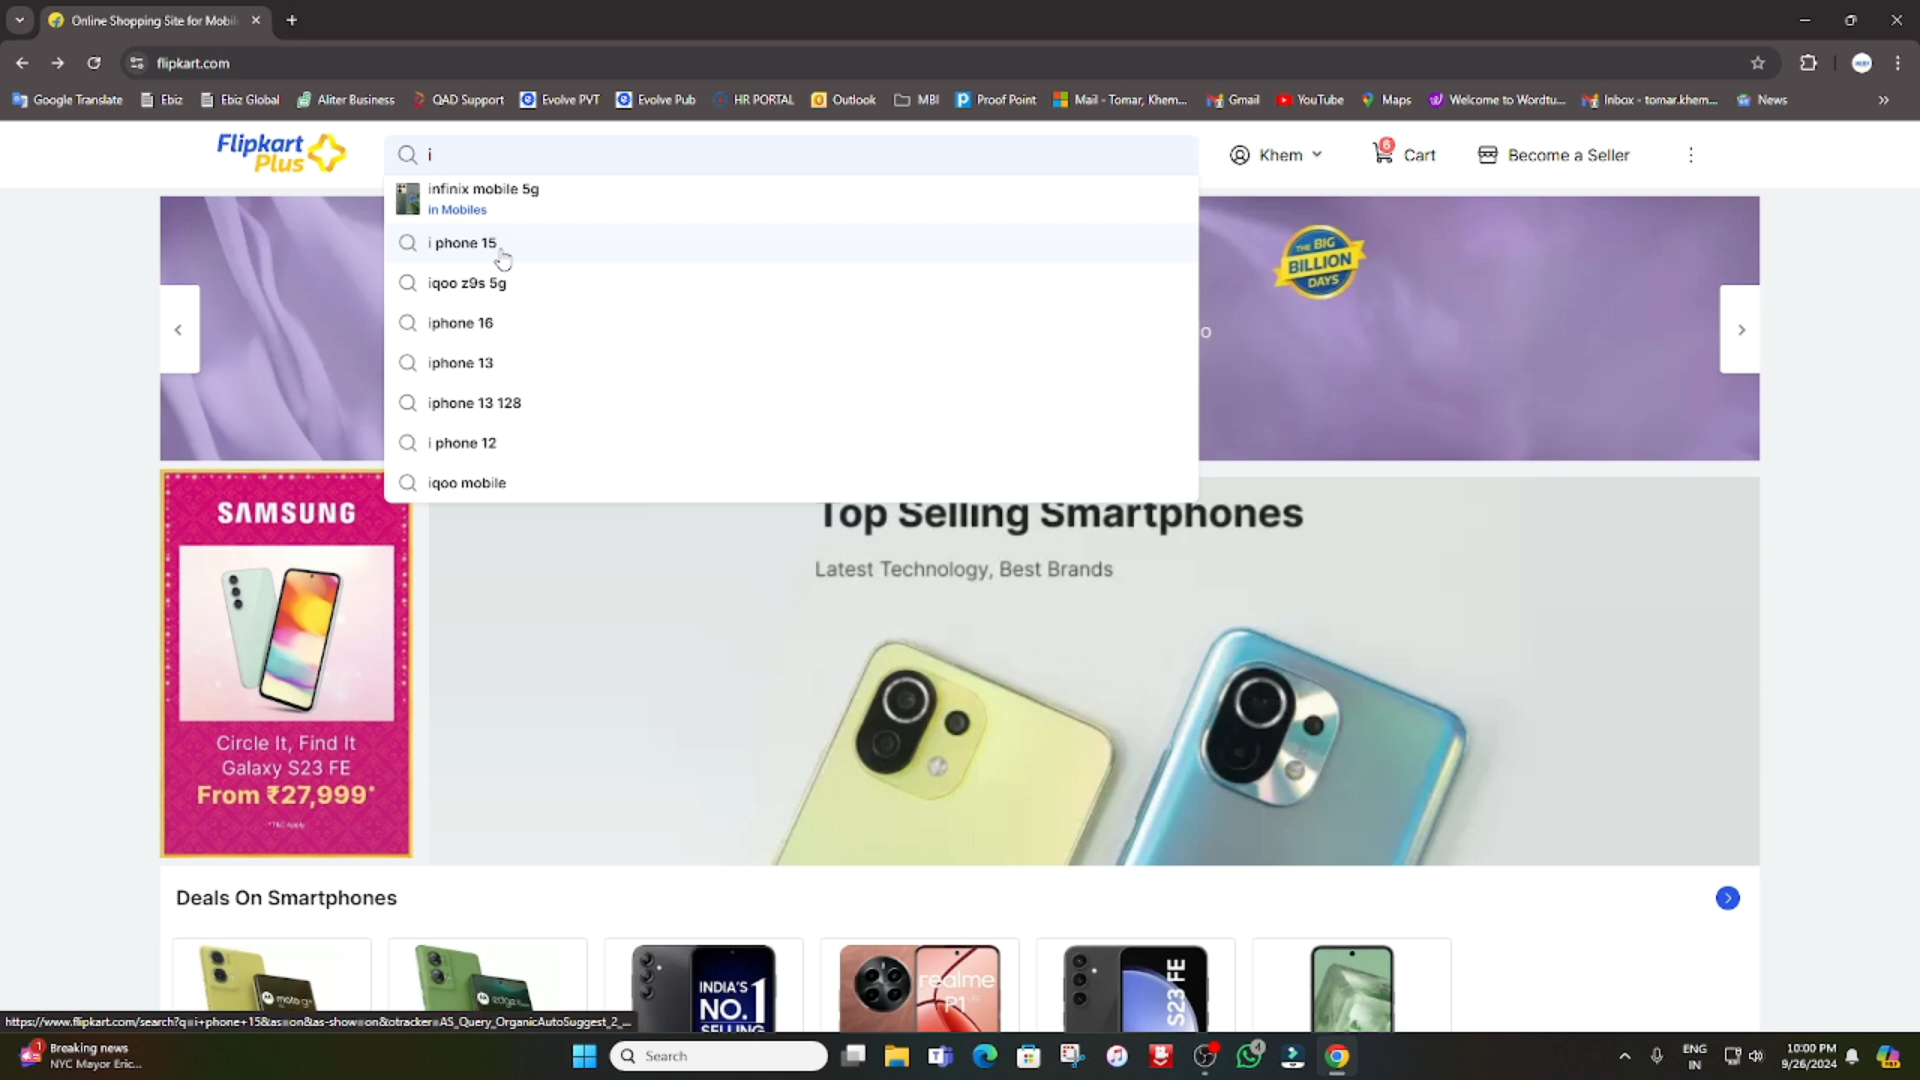 Online Shopping Site for Mobil
flipkart.com
Google Translate
Ebiz
Ebiz Global
Aliter Business
QAD Support
Evolve PVT
Evolve Pub
HR PORTAL
Outlook
MBI
Proof Point
Mail - Tomar, Khem...
Gmail
YouTube
Maps
Welcome to Wordtu...
Inbox - tomar.khem...
News
Flipkart
Plus
i
Khem
6
Cart
Become a Seller
infinix mobile 5g
in Mobiles
i phone 15
iqoo z9s 5g
iphone 16
iphone 13
iphone 13 128
i phone 12
iqoo mobile
THE BIG
BILLION
DAYS
o
SAMSUNG
Circle It, Find It
Galaxy S23 FE
From ₹27,999*
*T&C Apply
Top Selling Smartphones
Latest Technology, Best Brands
Deals On Smartphones
INDIA'S
NO. 1
SELLING
realme
P1
S23 FE
https://www.flipkart.com/search?q=i+phone+15&as=on&as-show=on&otracker=AS_Query_OrganicAutoSuggest_2_...
1
Breaking news
NYC Mayor Eric...
Search
4
ENG
IN
10:00 PM
9/26/2024